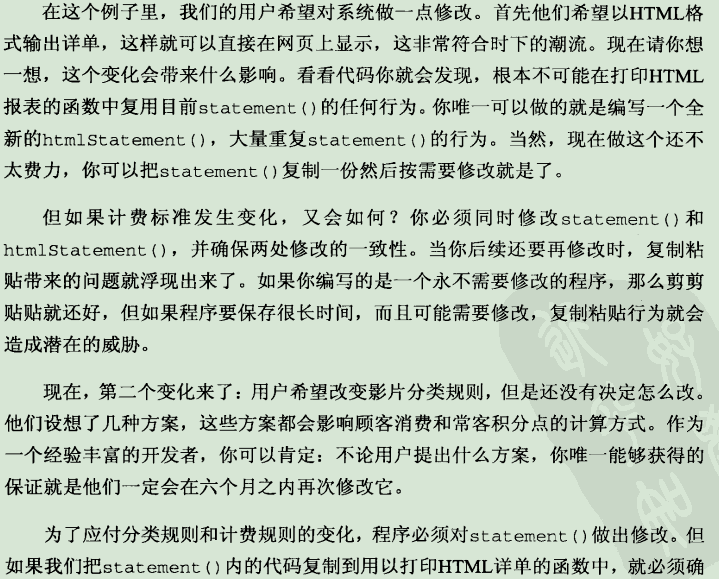 在这个例子里，我们的用户希望对系统做一点修改。首先他们希望以HTML格
式输出详单，这样就可以直接在网页上显示，这非常符合时下的潮流。现在请你想
一想，这个变化会带来什么影响。看看代码你就会发现，根本不可能在打印HTML
报表的函数中复用目前statement()的任何行为。你唯一可以做的就是编写一个全
新的htmlStatement()，大量重复statement()的行为。当然，现在做这个还不
太费力，你可以把statement()复制一份然后按需要修改就是了。
但如果计费标准发生变化，又会如何？你必须同时修改statement()和
htmlStatement()，并确保两处修改的一致性。当你后续还要再修改时，复制粘
贴带来的问题就浮现出来了。如果你编写的是一个永不需要修改的程序，那么剪剪
贴贴就还好，但如果程序要保存很长时间，而且可能需要修改，复制粘贴行为就会
造成潜在的威胁。
现在，第二个变化来了：用户希望改变影片分类规则，但是还没有决定怎么改。
他们设想了几种方案，这些方案都会影响顾客消费和常客积分点的计算方式。作为
一个经验丰富的开发者，你可以肯定：不论用户提出什么方案，你唯一能够获得的
保证就是他们一定会在六个月之内再次修改它。
为了应付分类规则和计费规则的变化，程序必须对statement()做出修改。但
如果我们把statement()内的代码复制到用以打印HTML详单的函数中，就必须确